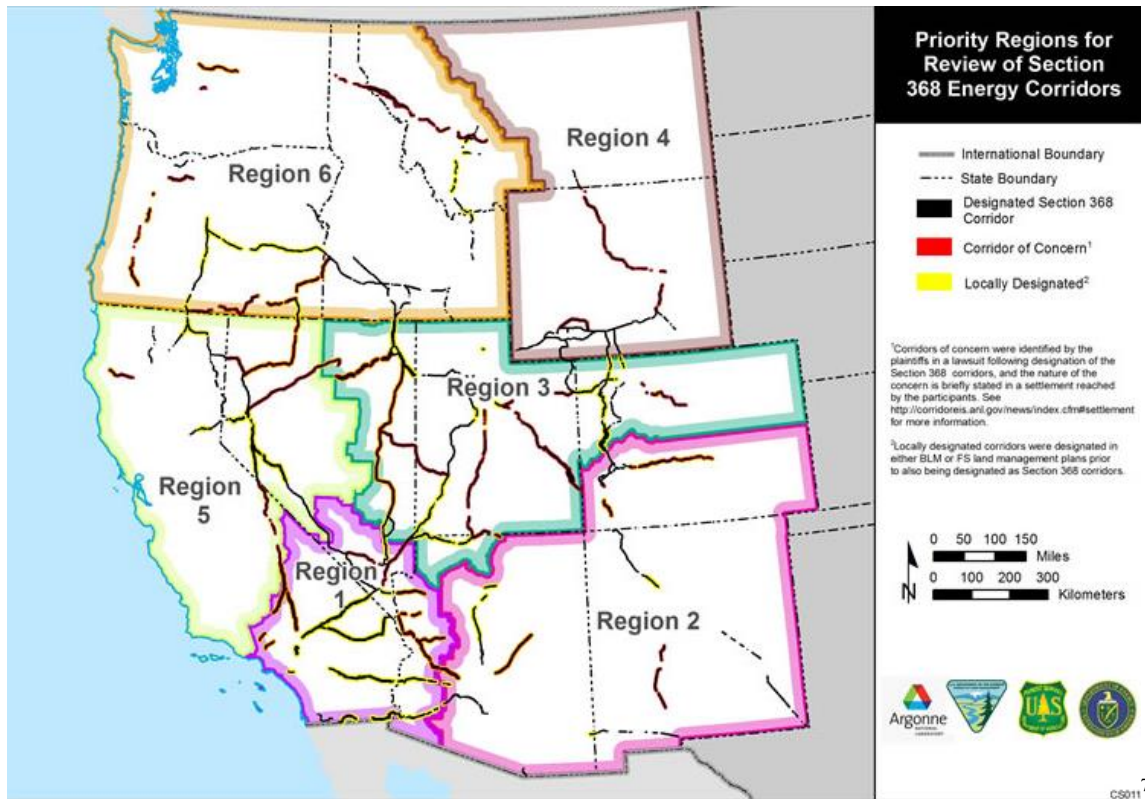 Priority Regions for
Review of Section
368 Energy Corridors
International Boundary
State Boundary
Designated Section 368
Corridor
Corridor of Concern¹
Locally Designated²
¹Corridors of concern were identified by the
plaintiffs in a lawsuit following designation of the
Section 368 corridors, and the nature of the
concern is briefly stated in a settlement reached
by the participants. See
http://corridoreis.anl.gov/news/index.cfm#settlement
for more information.
²Locally designated corridors were designated in
either BLM or FS land management plans prior
to also being designated as Section 368 corridors.
0 50 100 150
Miles
0 100 200 300
Kilometers
N
Argonne
NATIONAL
LABORATORY
U S
CS011
Region 4
Region 6
Region 3
Region
5
Region
1
Region 2